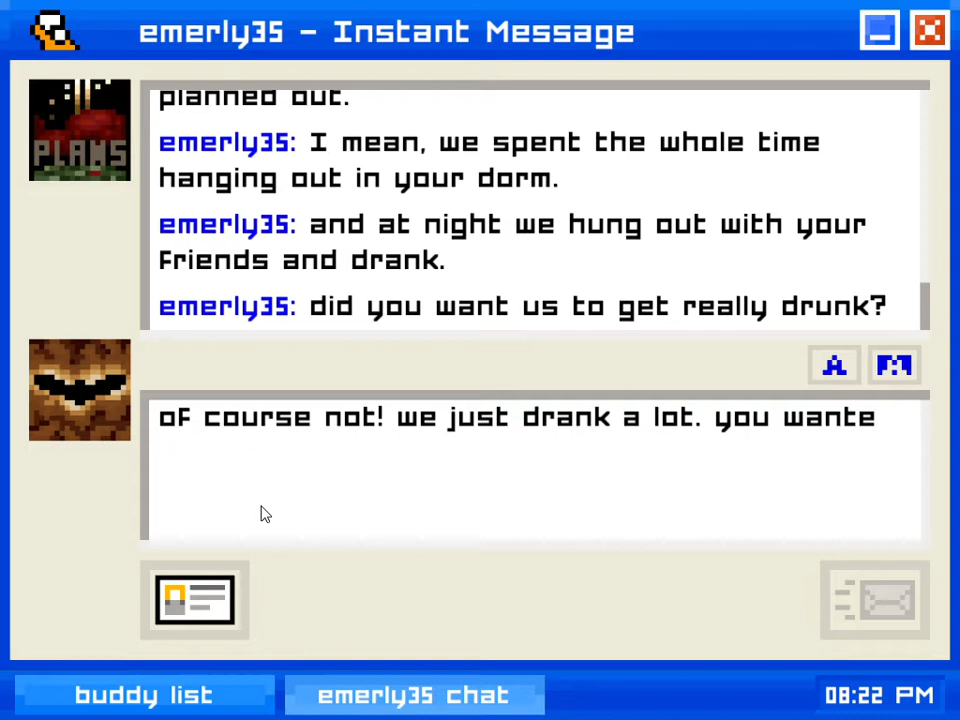 emerly35 - Instant Message
planned out.
emerly35: I mean, we spent the whole time
hanging out in your dorm.
emerly35: and at night we hung out with your
friends and drank.
emerly35: did you want us to get really drunk?
PLANS
A
of course not! we just drank a lot. you wante
buddy list
emerly35 chat
08:22 PM